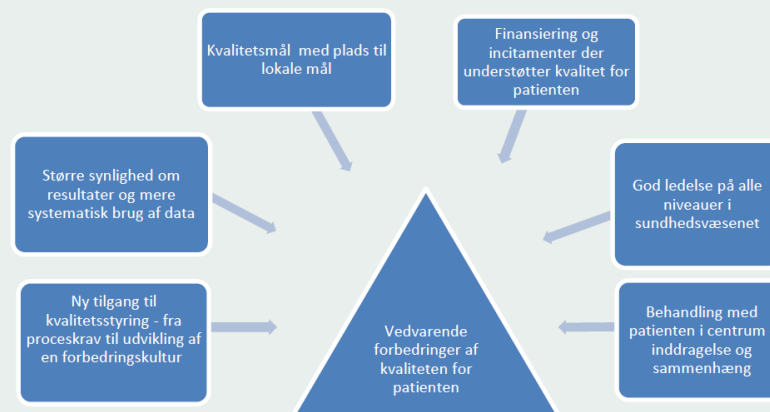 Kvalitetsmål med plads til
lokale mål
Finansiering og
incitamenter der
understøtter kvalitet for
patienten
Større synlighed om
resultater og mere
systematisk brug af data
God ledelse på alle
niveauer i
sundhedsvæsenet
Ny tilgang til
kvalitetsstyring - fra
proceskrav til udvikling af
en forbedringskultur
Behandling med
patienten i centrum
inddragelse og
sammenhæng
Vedvarende
forbedringer af
kvaliteten for
patienten